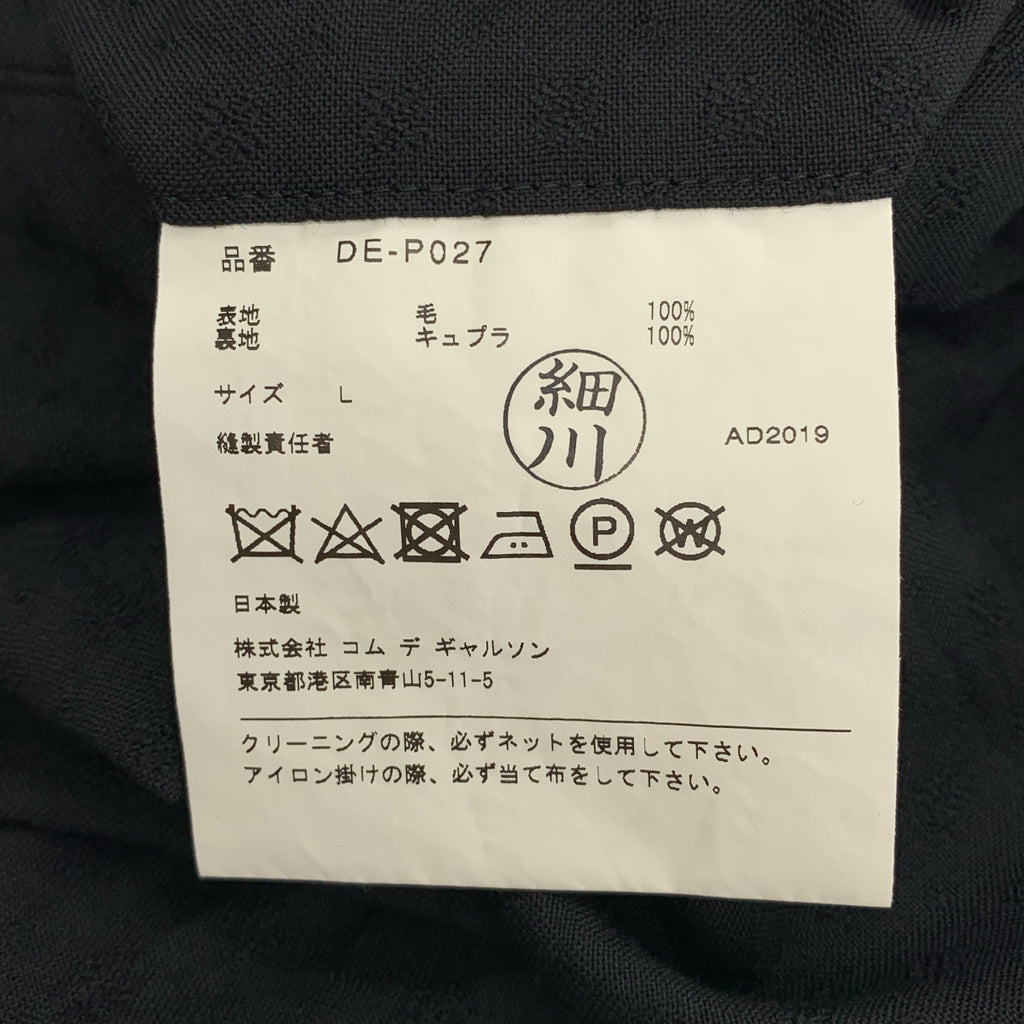 品番 DE-P027
表地 毛 100%
裏地 キュプラ 100%
サイズ L
細川
縫製責任者 AD2019
P W
日本製
株式会社 コム デ ギャルソン
東京都港区南青山5-11-5
クリーニングの際、必ずネットを使用して下さい。
アイロン掛けの際、必ず当て布をして下さい。